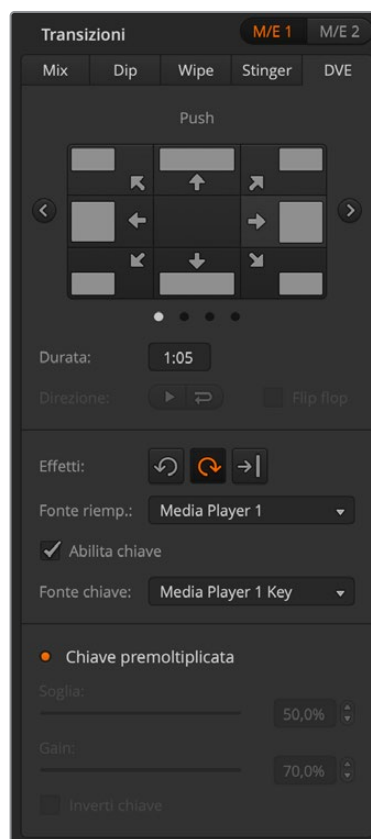 Transizioni M/E 1 M/E 2
Mix Dip Wipe Stinger DVE
Push
Durata: 1:05
Direzione: Flip flop
Effetti:
Fonte riemp.: Media Player 1
Abilita chiave
Fonte chiave: Media Player 1 Key
Chiave premoltiplicata
Soglia:
50,0%
Gain:
70,0%
Inverti chiave